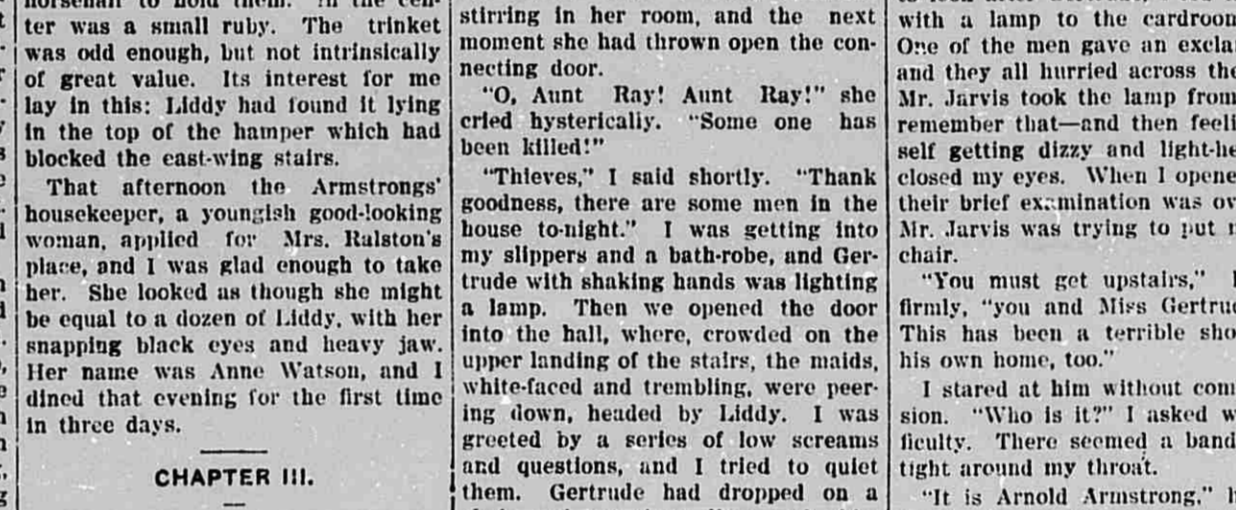 horsehair to hold them. In the cen-
ter was a small ruby. The trinket
was odd enough, but not intrinsically
of great value. Its interest for me
lay in this: Liddy had found it lying
in the top of the hamper which had
blocked the east-wing stairs.
That afternoon the Armstrongs'
housekeeper, a youngish good-looking
woman, applied for Mrs. Ralston's
place, and I was glad enough to take
her. She looked as though she might
be equal to a dozen of Liddy, with her
snapping black eyes and heavy jaw.
Her name was Anne Watson, and I
dined that evening for the first time
in three days.
CHAPTER III.
stirring in her room, and the next
moment she had thrown open the con-
necting door.
"O, Aunt Ray! Aunt Ray!" she
cried hysterically. "Some one has
been killed!"
"Thieves," I said shortly. "Thank
goodness, there are some men in the
house to-night." I was getting into
my slippers and a bath-robe, and Ger-
trude with shaking hands was lighting
a lamp. Then we opened the door
into the hall, where, crowded on the
upper landing of the stairs, the maids,
white-faced and trembling, were peer-
ing down, headed by Liddy. I was
greeted by a series of low screams
and questions, and I tried to quiet
them. Gertrude had dropped on a
with a lamp to the cardroom
One of the men gave an excla
and they all hurried across the
Mr. Jarvis took the lamp from
remember that—and then feeli
self getting dizzy and light-he
closed my eyes. When I opene
their brief examination was ov
Mr. Jarvis was trying to put
chair.
"You must get upstairs,"
firmly, "you and Miss Gertrud
This has been a terrible sho
his own home, too."
I stared at him without com
sion. "Who is it?" I asked w
ficulty. There seemed a band
tight around my throat.
"It is Arnold Armstrong,"